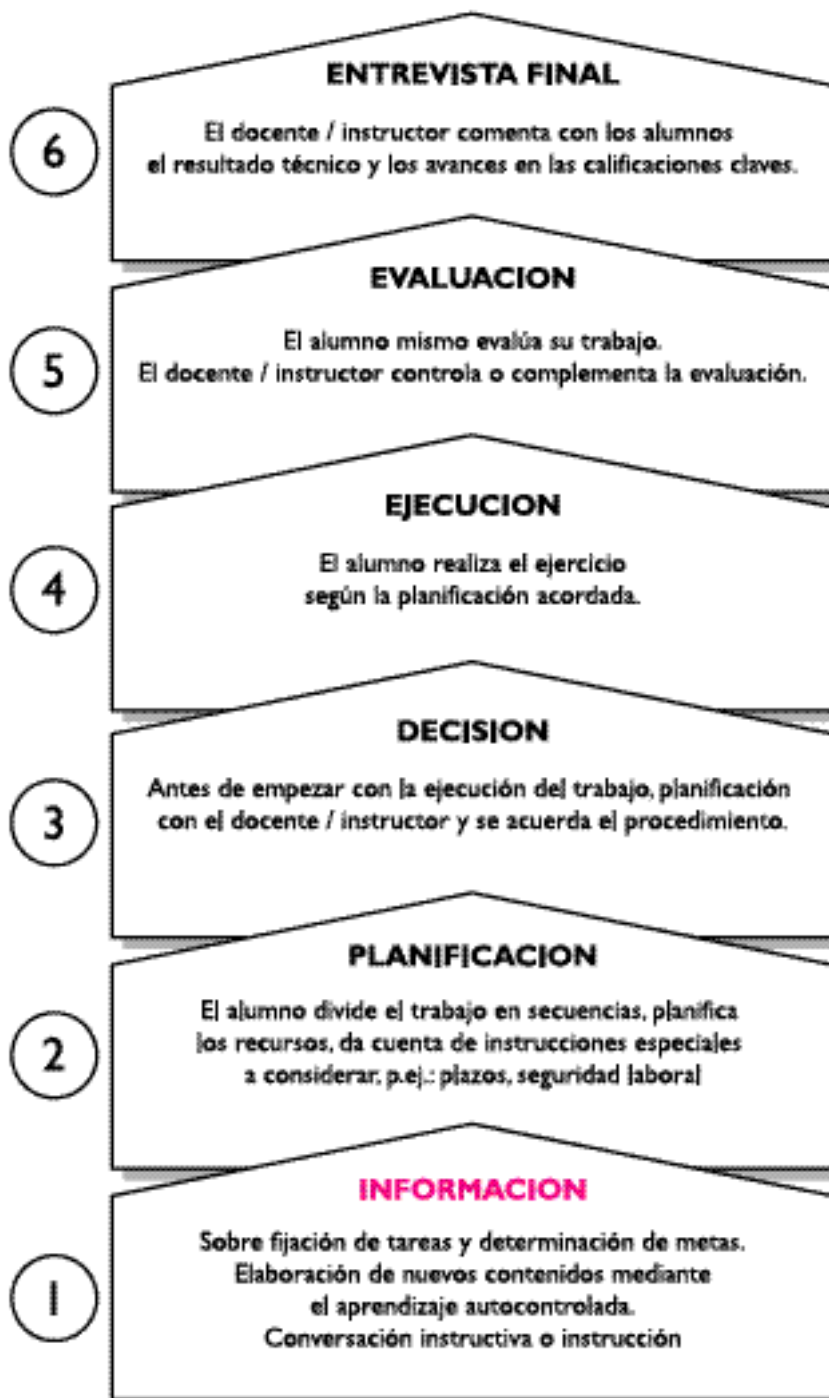 ENTREVISTA FINAL
6
El docente / instructor comenta con los alumnos
el resultado técnico y los avances en las calificaciones claves.
EVALUACION
5
El alumno mismo evalúa su trabajo.
El docente / instructor controla o complementa la evaluación.
EJECUCION
4
El alumno realiza el ejercicio
según la planificación acordada.
DECISION
3
Antes de empezar con la ejecución del trabajo, planificación
con el docente / instructor y se acuerda el procedimiento.
PLANIFICACION
2
El alumno divide el trabajo en secuencias, planifica
los recursos, da cuenta de instrucciones especiales
a considerar, p.ej.: plazos, seguridad laboral
INFORMACION
1
Sobre fijación de tareas y determinación de metas.
Elaboración de nuevos contenidos mediante
el aprendizaje autocontrolada.
Conversación instructiva o instrucción